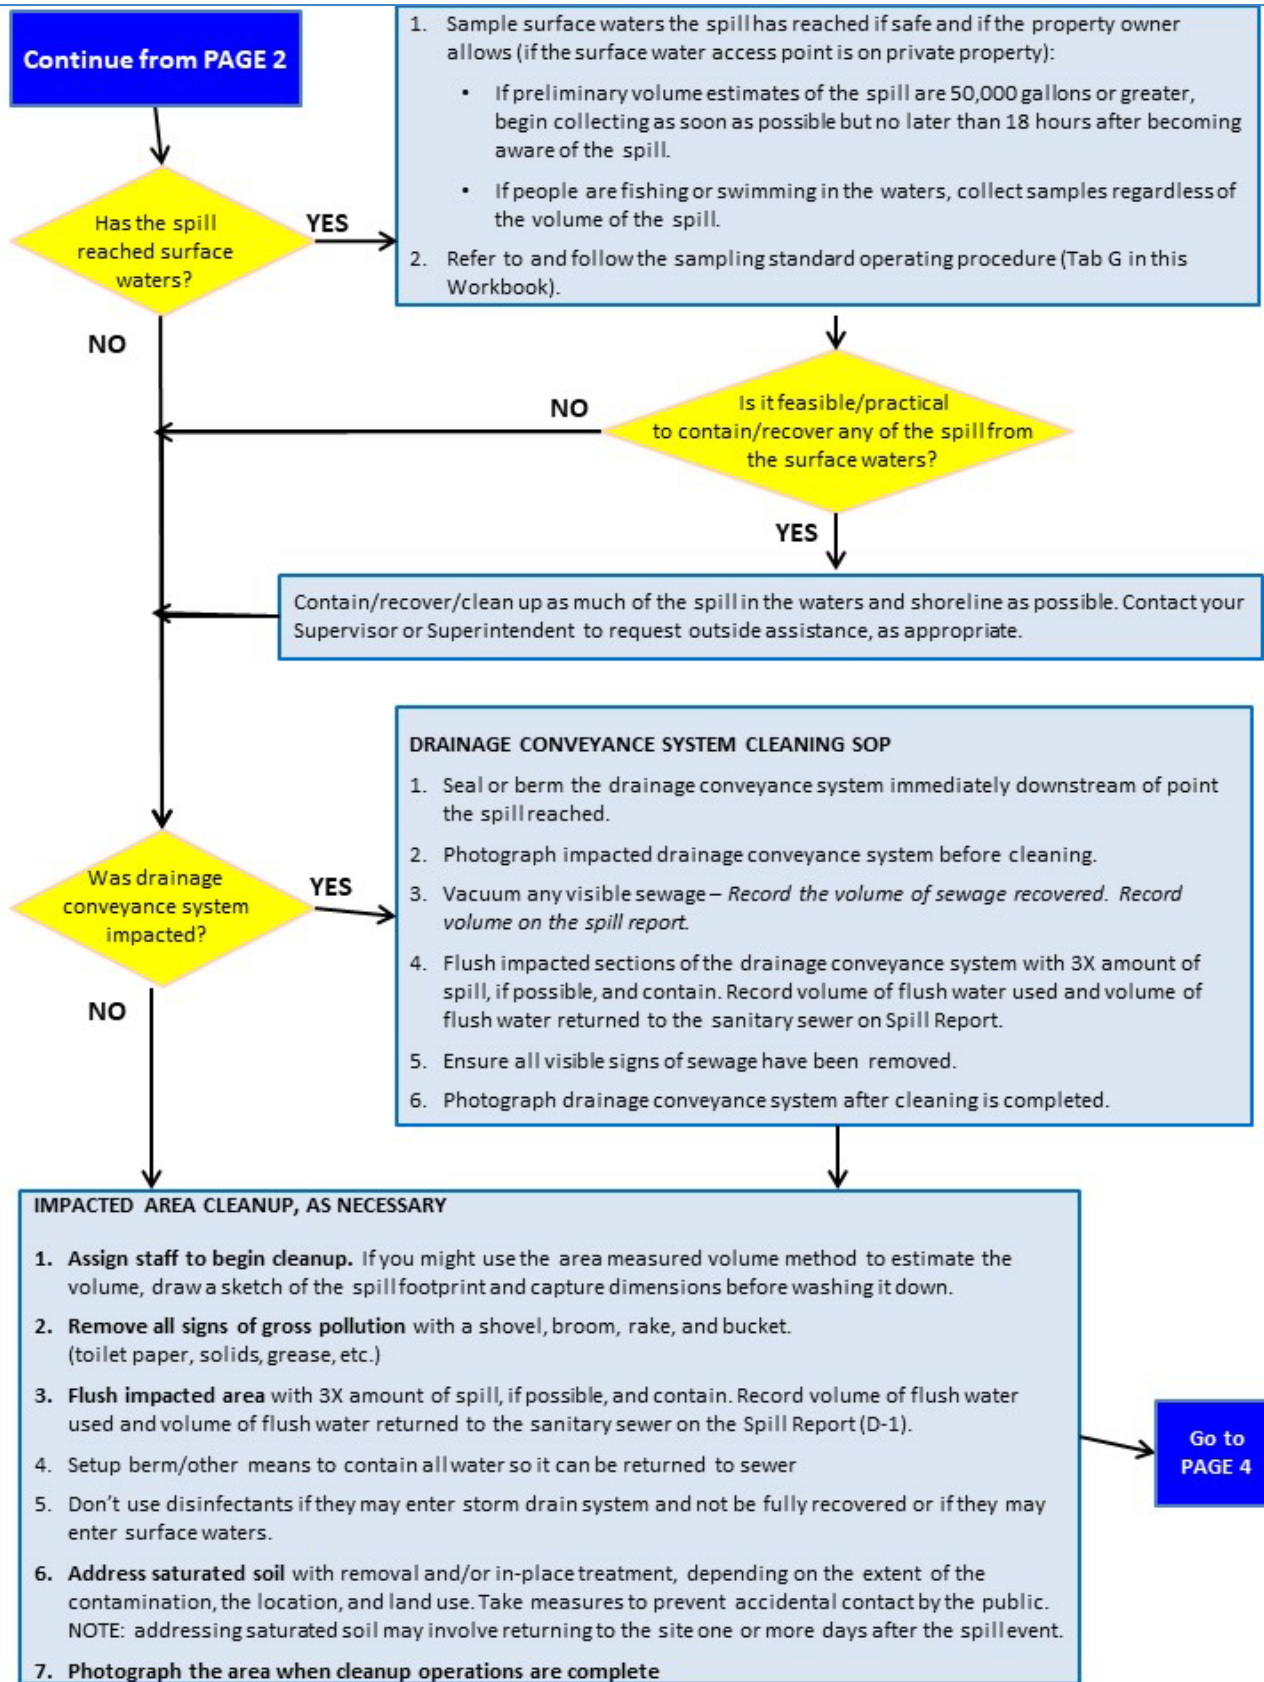 Continue from PAGE 2
1. Sample surface waters the spill has reached if safe and if the property owner
allows (if the surface water access point is on private property):
• If preliminary volume estimates of the spill are 50,000 gallons or greater,
begin collecting as soon as possible but no later than 18 hours after becoming
aware of the spill.
• If people are fishing or swimming in the waters, collect samples regardless of
the volume of the spill.
2. Refer to and follow the sampling standard operating procedure (Tab G in this
Workbook).
Has the spill
reached surface
waters?
YES
NO
Is it feasible/practical
to contain/recover any of the spill from
the surface waters?
NO
YES
Contain/recover/clean up as much of the spill in the waters and shoreline as possible. Contact your
Supervisor or Superintendent to request outside assistance, as appropriate.
Was drainage
conveyance system
impacted?
YES
NO
DRAINAGE CONVEYANCE SYSTEM CLEANING SOP
1. Seal or berm the drainage conveyance system immediately downstream of point
the spill reached.
2. Photograph impacted drainage conveyance system before cleaning.
3. Vacuum any visible sewage – Record the volume of sewage recovered. Record
volume on the spill report.
4. Flush impacted sections of the drainage conveyance system with 3X amount of
spill, if possible, and contain. Record volume of flush water used and volume of
flush water returned to the sanitary sewer on Spill Report.
5. Ensure all visible signs of sewage have been removed.
6. Photograph drainage conveyance system after cleaning is completed.
IMPACTED AREA CLEANUP, AS NECESSARY
1. Assign staff to begin cleanup. If you might use the area measured volume method to estimate the
volume, draw a sketch of the spill footprint and capture dimensions before washing it down.
2. Remove all signs of gross pollution with a shovel, broom, rake, and bucket.
(toilet paper, solids, grease, etc.)
3. Flush impacted area with 3X amount of spill, if possible, and contain. Record volume of flush water
used and volume of flush water returned to the sanitary sewer on the Spill Report (D-1).
4. Setup berm/other means to contain all water so it can be returned to sewer
5. Don't use disinfectants if they may enter storm drain system and not be fully recovered or if they may
enter surface waters.
6. Address saturated soil with removal and/or in-place treatment, depending on the extent of the
contamination, the location, and land use. Take measures to prevent accidental contact by the public.
NOTE: addressing saturated soil may involve returning to the site one or more days after the spill event.
7. Photograph the area when cleanup operations are complete
Go to
PAGE 4